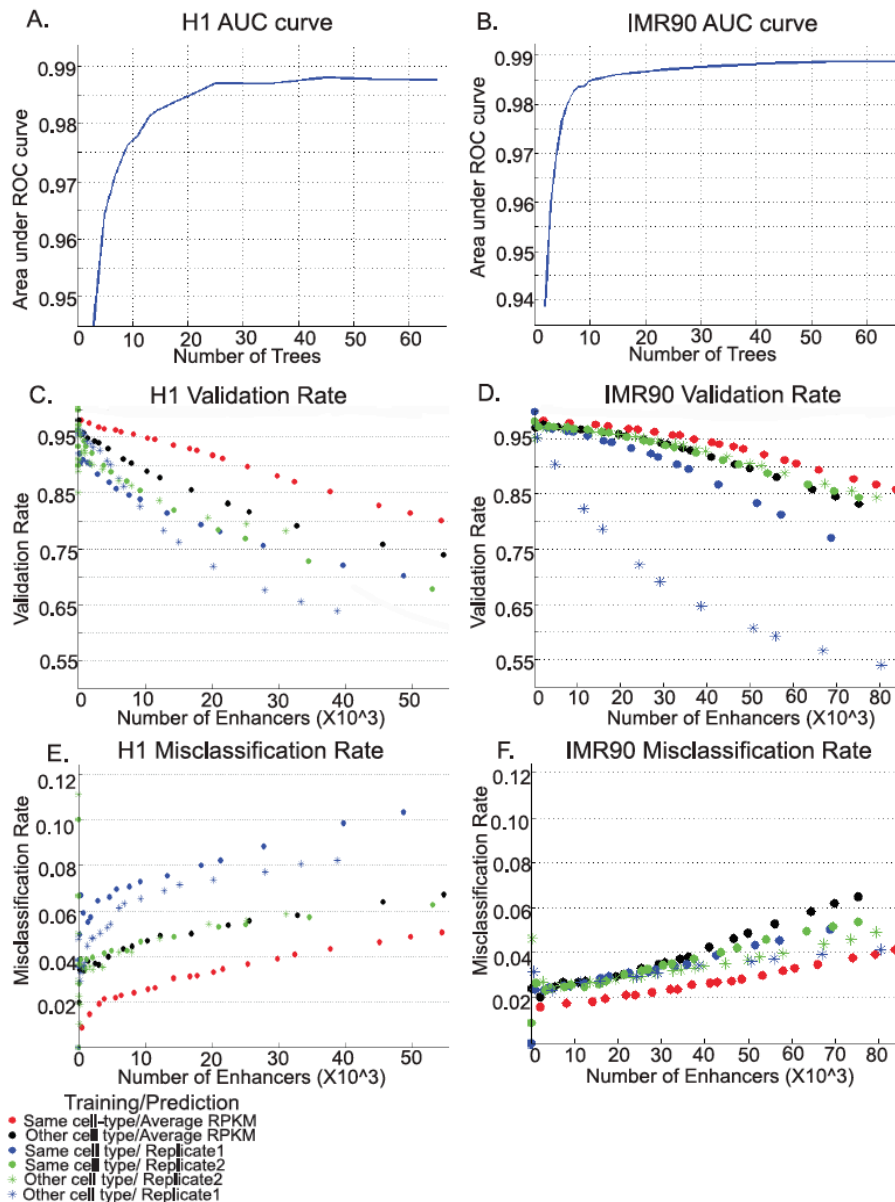 A. H1 AUC curve
Area under ROC curve
0.99
0.98
0.97
0.96
0.95
0 10 20 30 40 50 60
Number of Trees
B. IMR90 AUC curve
Area under ROC curve
0.99
0.98
0.97
0.96
0.95
0.94
0 10 20 30 40 50 60
Number of Trees
C. H1 Validation Rate
Validation Rate
0.95
0.85
0.75
0.65
0.55
0 10 20 30 40 50
Number of Enhancers (X10^3)
D. IMR90 Validation Rate
Validation Rate
0.95
0.85
0.75
0.65
0.55
0 10 20 30 40 50 60 70 80
Number of Enhancers (X10^3)
E. H1 Misclassification Rate
Misclassification Rate
0.12
0.10
0.08
0.06
0.04
0.02
0 10 20 30 40 50
Number of Enhancers (X10^3)
F. IMR90 Misclassification Rate
Misclassification Rate
0.12
0.10
0.08
0.06
0.04
0.02
0 10 20 30 40 50 60 70 80
Number of Enhancers (X10^3)
Training/Prediction
Same cell-type/Average RPKM
Other cell type/Average RPKM
Same cell type/ Replicate1
Same cell type/ Replicate2
Other cell type/ Replicate2
Other cell type/ Replicate1